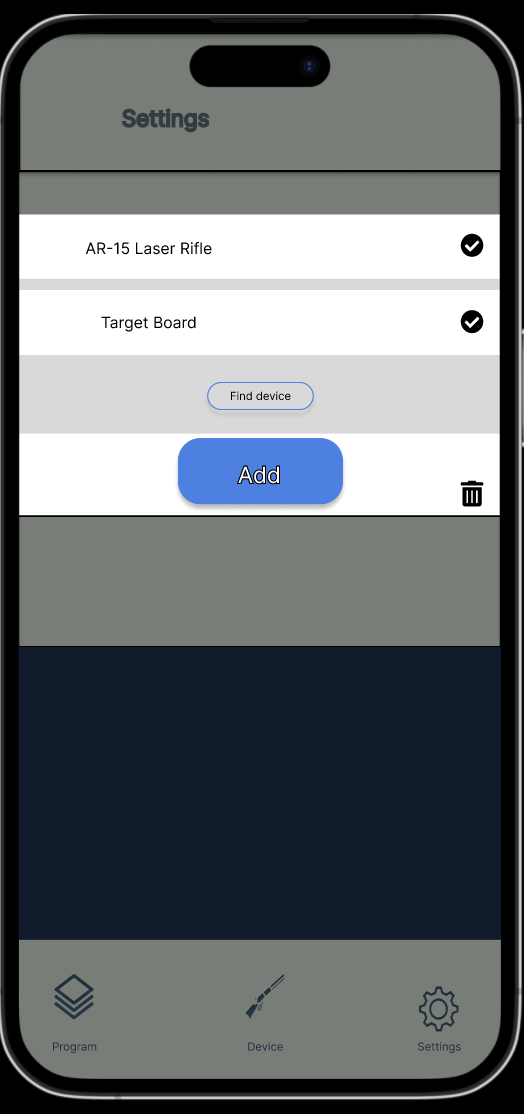 Settings
AR-15 Laser Rifle
Target Board
Find device
Add
Program
Device
Settings